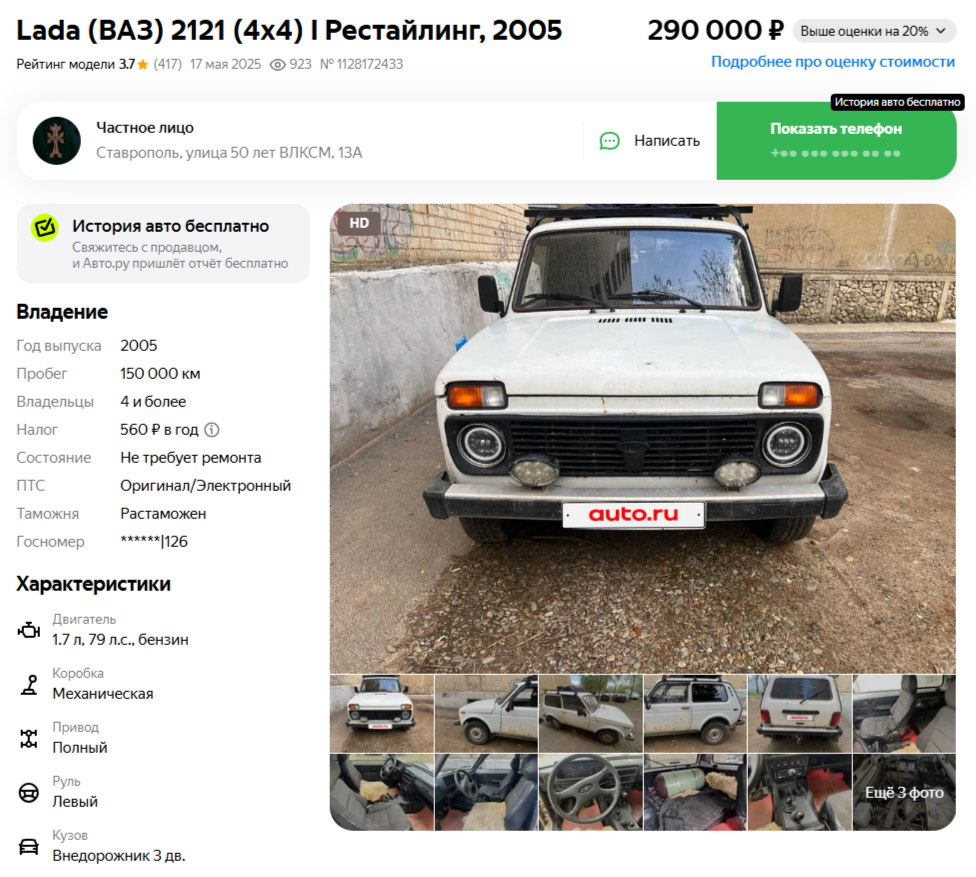 Lada (ВАЗ) 2121 (4x4) I Рестайлинг, 2005
290 000 ₽ Выше оценки на 20%
Рейтинг модели 3.7 (417) 17 мая 2025 923 № 1128172433
Подробнее про оценку стоимости
История авто бесплатно
Частное лицо
Ставрополь, улица 50 лет ВЛКСМ, 13А
Написать
Показать телефон
+•• ••• ••• •• ••
История авто бесплатно
Свяжитесь с продавцом,
и Авто.ру пришлёт отчёт бесплатно
HD
auto.ru
Владение
Год выпуска 2005
Пробег 150 000 км
Владельцы 4 и более
Налог 560 ₽ в год
Состояние Не требует ремонта
ПТС Оригинал/Электронный
Таможня Растаможен
Госномер ******|126
Характеристики
Двигатель
1.7 л, 79 л.с., бензин
Коробка
Механическая
Привод
Полный
Руль
Левый
Кузов
Внедорожник 3 дв.
Ещё 3 фото